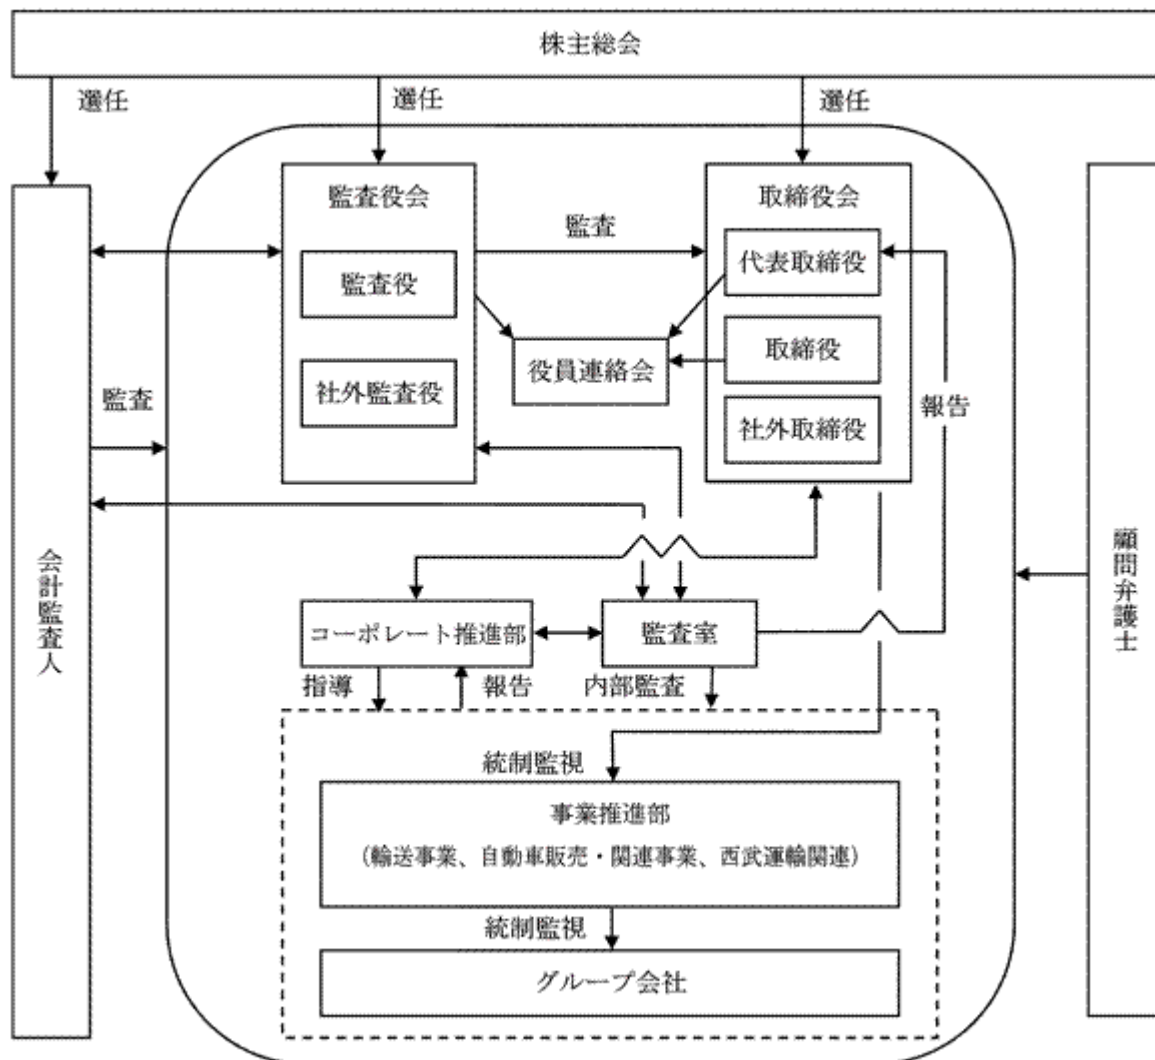 株主総会
選任
選任
選任
監査役会
取締役会
監査
代表取締役
監査役
取締役
役員連絡会
社外監査役
社外取締役
監査
報告
会計監査人
顧問弁護士
コーポレート推進部
監査室
指導
報告
内部監査
統制監視
事業推進部
（輸送事業、自動車販売・関連事業、西武運輸関連）
統制監視
グループ会社